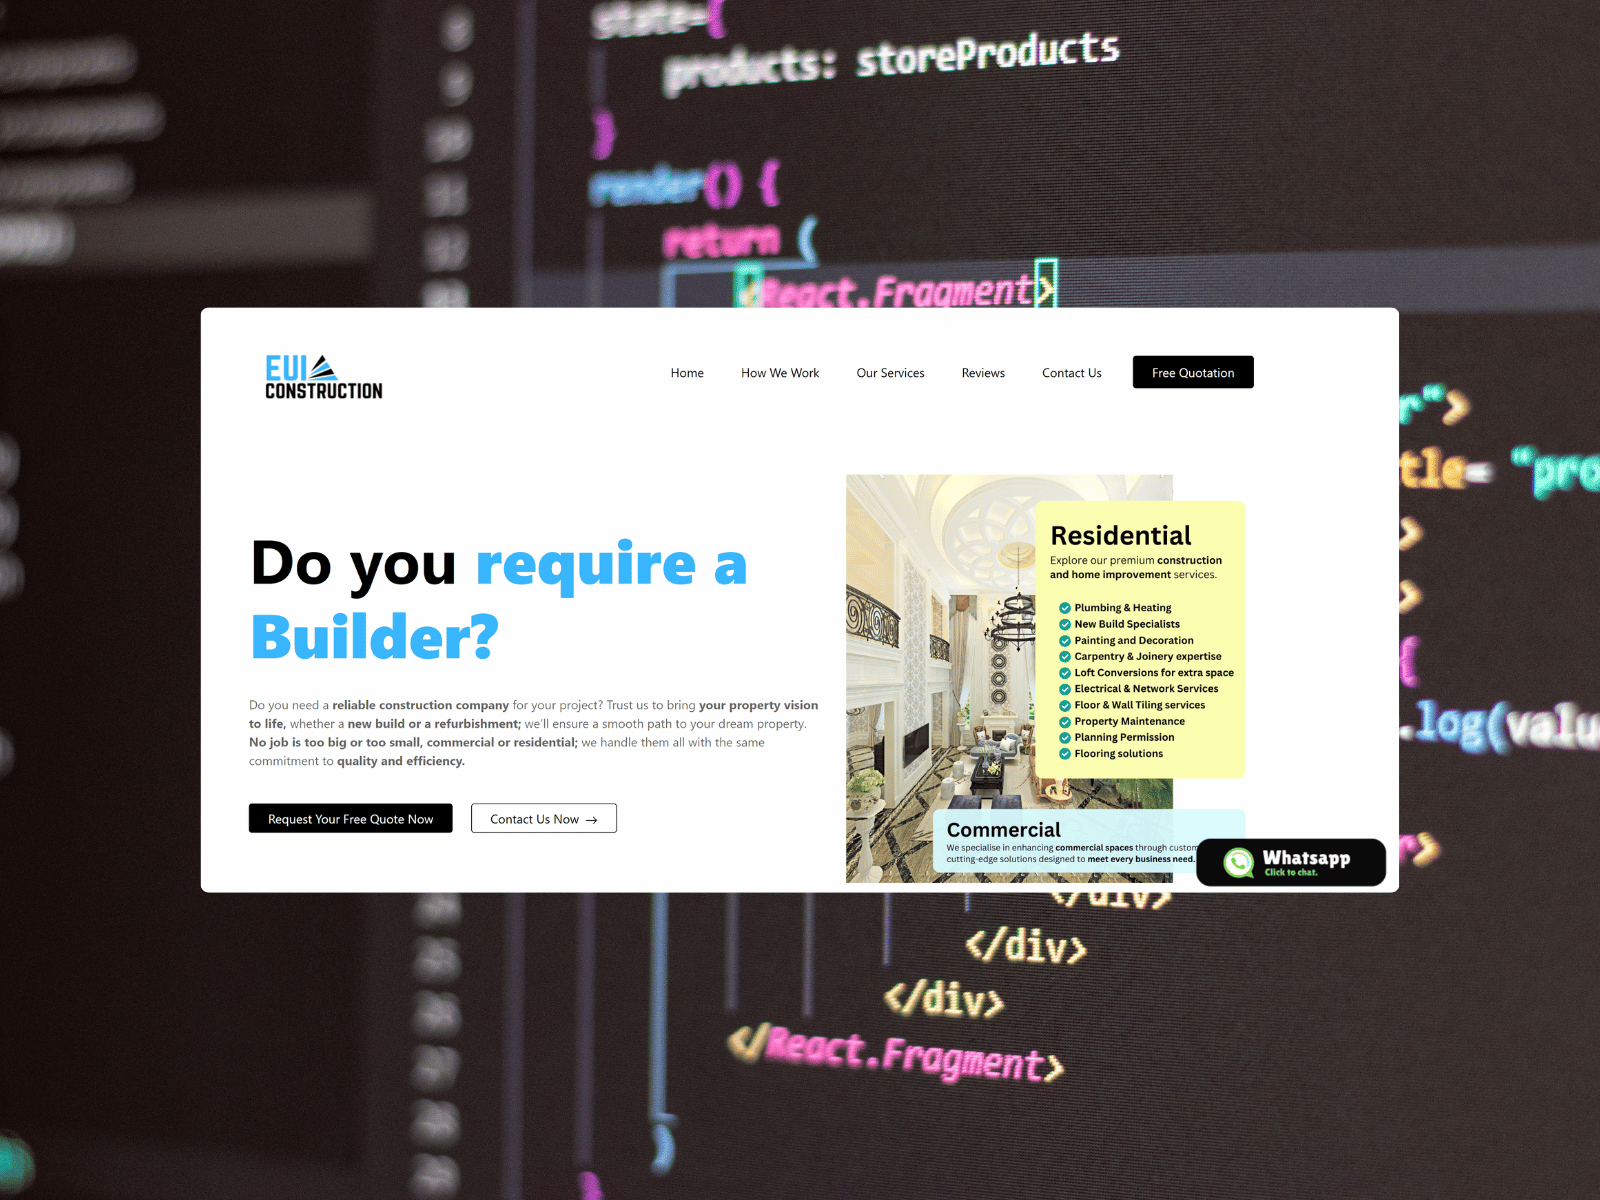 state={
products: storeProducts
}
render() {
return (
<React.Fragment>
EUI
CONSTRUCTION
Home
How We Work
Our Services
Reviews
Contact Us
Free Quotation
Do you require a
Builder?
Do you need a reliable construction company for your project? Trust us to bring your property vision
to life, whether a new build or a refurbishment; we'll ensure a smooth path to your dream property.
No job is too big or too small, commercial or residential; we handle them all with the same
commitment to quality and efficiency.
Request Your Free Quote Now
Contact Us Now →
Residential
Explore our premium construction
and home improvement services.
Plumbing & Heating
New Build Specialists
Painting and Decoration
Carpentry & Joinery expertise
Loft Conversions for extra space
Electrical & Network Services
Floor & Wall Tiling services
Property Maintenance
Planning Permission
Flooring solutions
Commercial
We specialise in enhancing commercial spaces through
cutting-edge solutions designed to meet every business need.
Whatsapp
Click to chat.
r">
tle= "pro
>
>
{
.log(valu
r>
</div>
</div>
</div>
</React.Fragment>
)
}